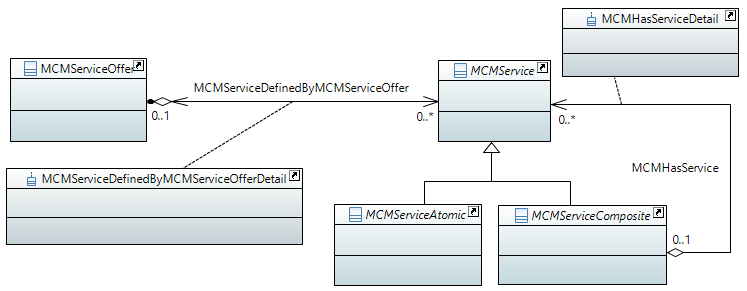 MCMHasServiceDetail
MCMServiceOffer
MCMService
MCMServiceDefinedByMCMServiceOffer
0..1
0..*
0..*
MCMHasService
MCMServiceDefinedByMCMServiceOfferDetail
MCMServiceAtomic
MCMServiceComposite
0..1